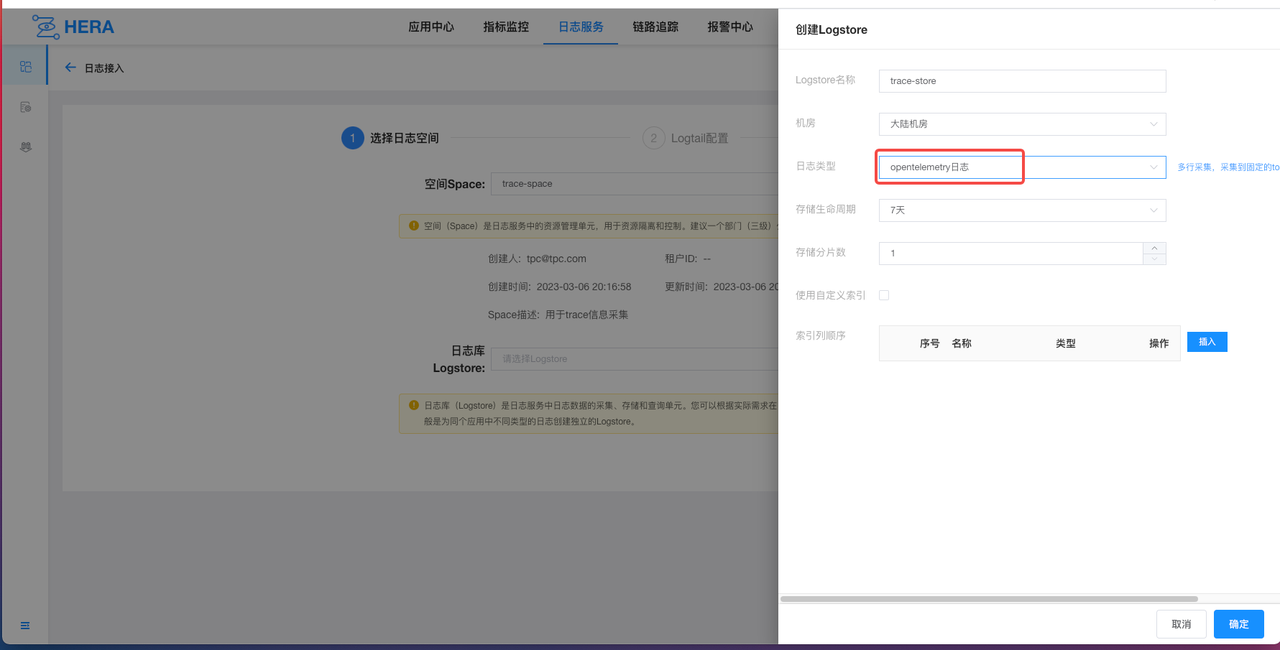 HERA
应用中心 指标监控 日志服务 链路追踪 报警中心
日志接入
1 选择日志空间 2 Logtail配置
空间Space: trace-space
空间（Space）是日志服务中的资源管理单元，用于资源隔离和控制。建议一个部门（三级）
创建人：tpc@tpc.com 租户ID: --
创建时间：2023-03-06 20:16:58 更新时间：2023-03-06 20
Space描述：用于trace信息采集
日志库
Logstore: 请选择Logstore
日志库（Logstore）是日志服务中日志数据的采集、存储和查询单元。您可以根据实际需求在
般是为同个应用中不同类型的日志创建独立的Logstore。
创建Logstore
Logstore名称 trace-store
机房 大陆机房
日志类型 opentelemetry日志 多行采集，采集到固定的to
存储生命周期 7天
存储分片数 1
使用自定义索引
索引列顺序 序号 名称 类型 操作 插入
取消 确定